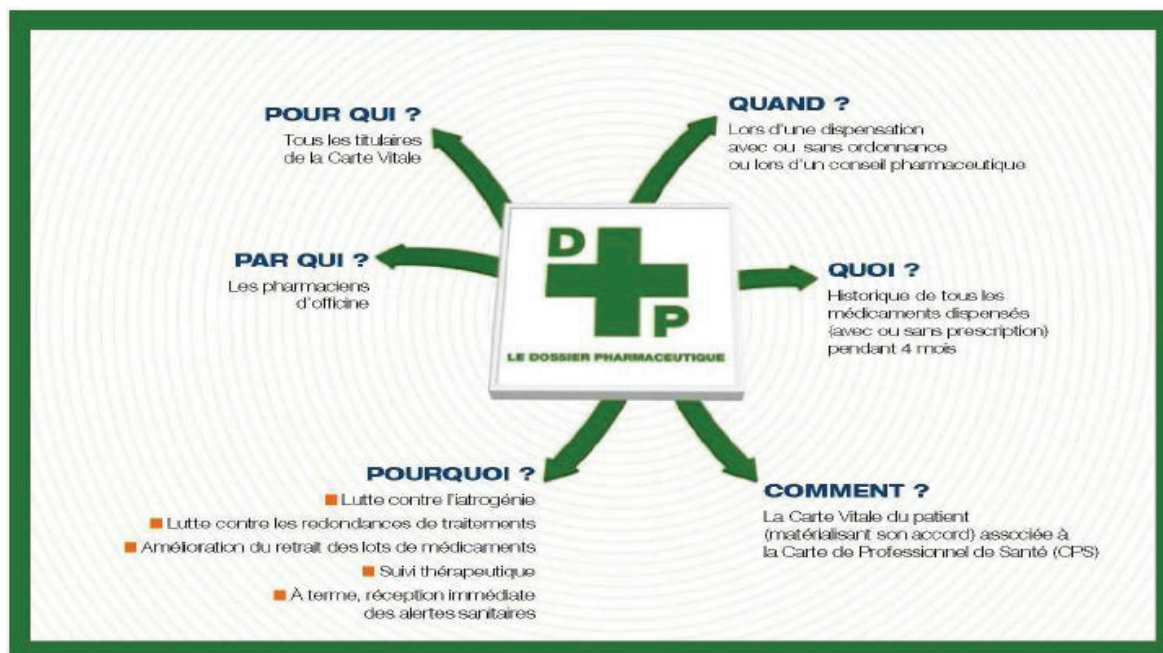 POUR QUI ?
Tous les titulaires
de la Carte Vitale
QUAND ?
Lors d'une dispensation
avec ou sans ordonnance
ou lors d'un conseil pharmaceutique
PAR QUI ?
Les pharmaciens
d'officine
D
P
LE DOSSIER PHARMACEUTIQUE
QUOI ?
Historique de tous les
médicaments dispensés
(avec ou sans prescription)
pendant 4 mois
POURQUOI ?
Lutte contre l'iatrogénie
Lutte contre les redondances de traitements
Amélioration du retrait des lots de médicaments
Suivi thérapeutique
À terme, réception immédiate
des alertes sanitaires
COMMENT ?
La Carte Vitale du patient
(matérialisant son accord) associée à
la Carte de Professionnel de Santé (CPS)